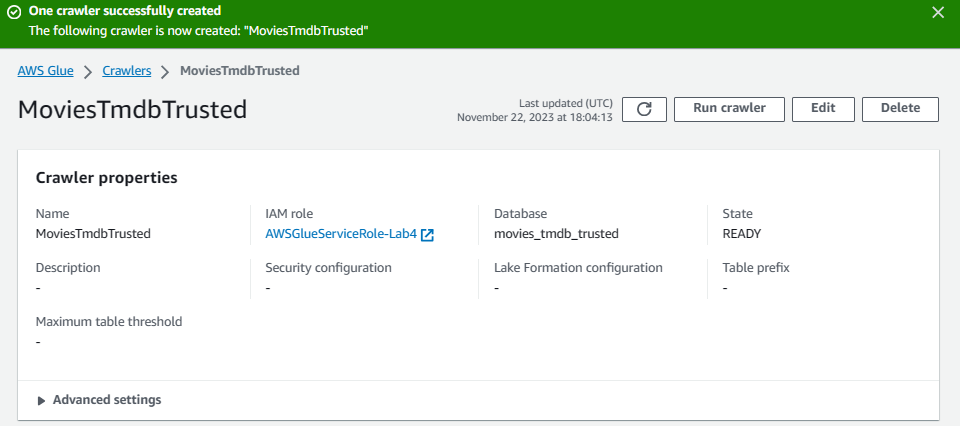 One crawler successfully created
The following crawler is now created: "MoviesTmdbTrusted"
AWS Glue > Crawlers > MoviesTmdbTrusted
MoviesTmdbTrusted
Last updated (UTC)
November 22, 2023 at 18:04:13
Run crawler
Edit
Delete
Crawler properties
Name
MoviesTmdbTrusted
IAM role
AWSGlueServiceRole-Lab4
Database
movies_tmdb_trusted
State
READY
Description
-
Security configuration
-
Lake Formation configuration
-
Table prefix
-
Maximum table threshold
-
Advanced settings